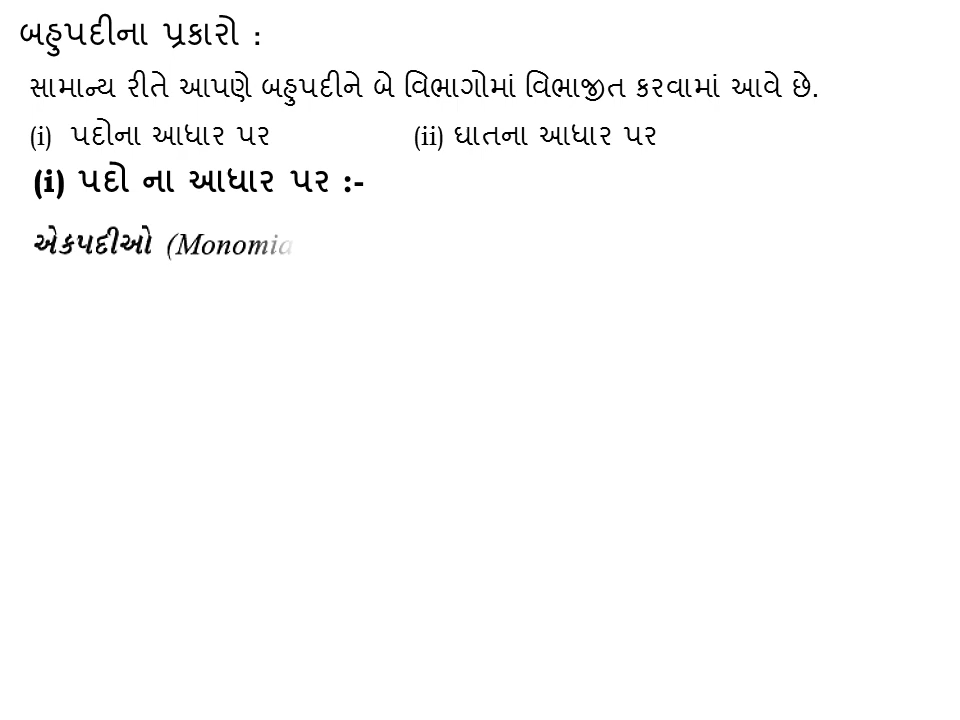 બહુપદીના પ્રકારો :
સામાન્ય રીતે આપણે બહુપદીને બે વિભાગોમાં વિભાજીત કરવામાં આવે છે.
(i) પદોના આધાર પર (ii) ઘાતના આધાર પર
(i) પદો ના આધાર પર :-
એકપદીઓ (Monomia